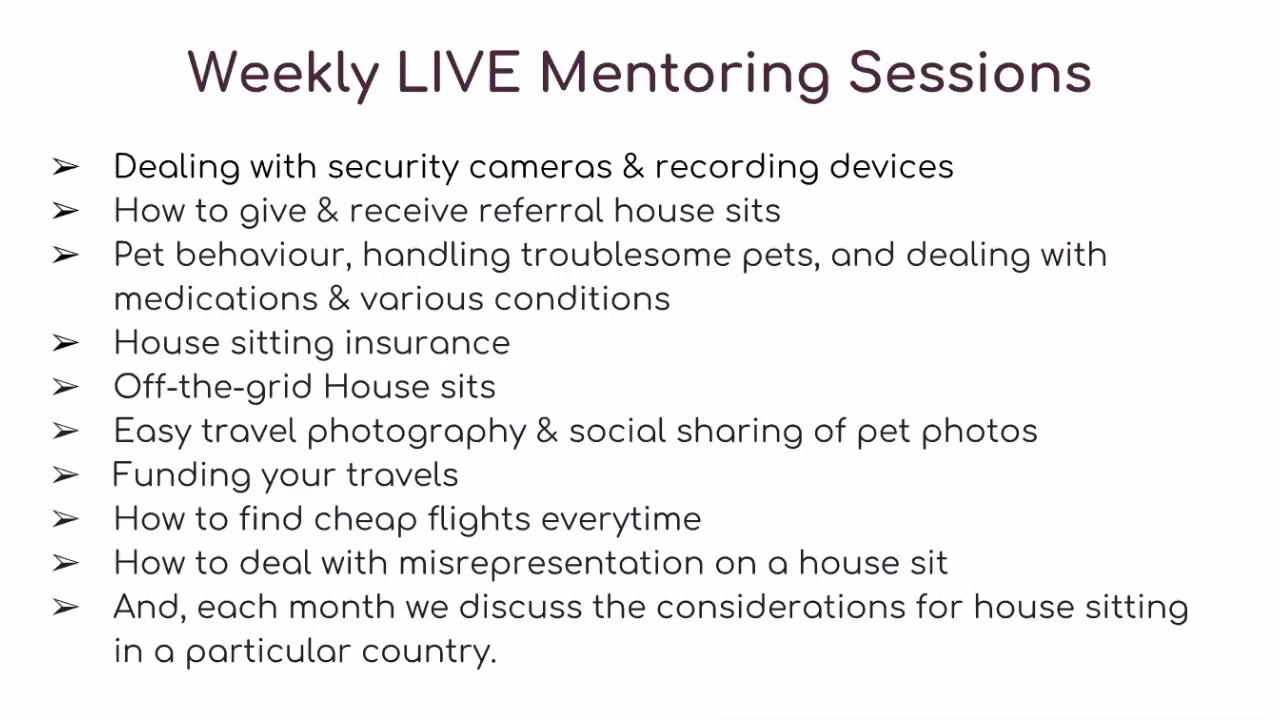 Weekly LIVE Mentoring Sessions
➢ Dealing with security cameras & recording devices
➢ How to give & receive referral house sits
➢ Pet behaviour, handling troublesome pets, and dealing with
medications & various conditions
➢ House sitting insurance
➢ Off-the-grid House sits
➢ Easy travel photography & social sharing of pet photos
➢ Funding your travels
➢ How to find cheap flights everytime
➢ How to deal with misrepresentation on a house sit
➢ And, each month we discuss the considerations for house sitting
in a particular country.